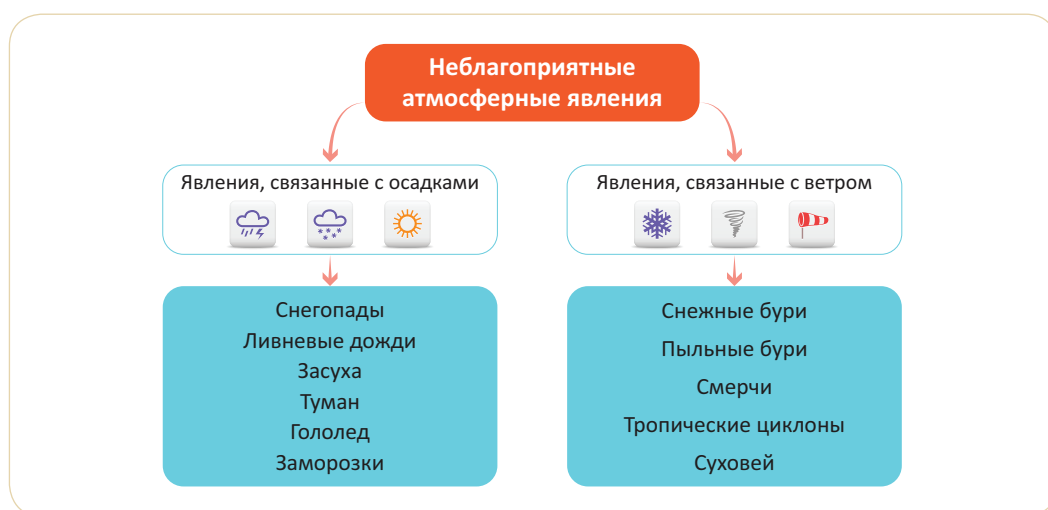 Неблагоприятные
атмосферные явления
Явления, связанные с осадками
Снегопады
Ливневые дожди
Засуха
Туман
Гололед
Заморозки
Явления, связанные с ветром
Снежные бури
Пыльные бури
Смерчи
Тропические циклоны
Суховей